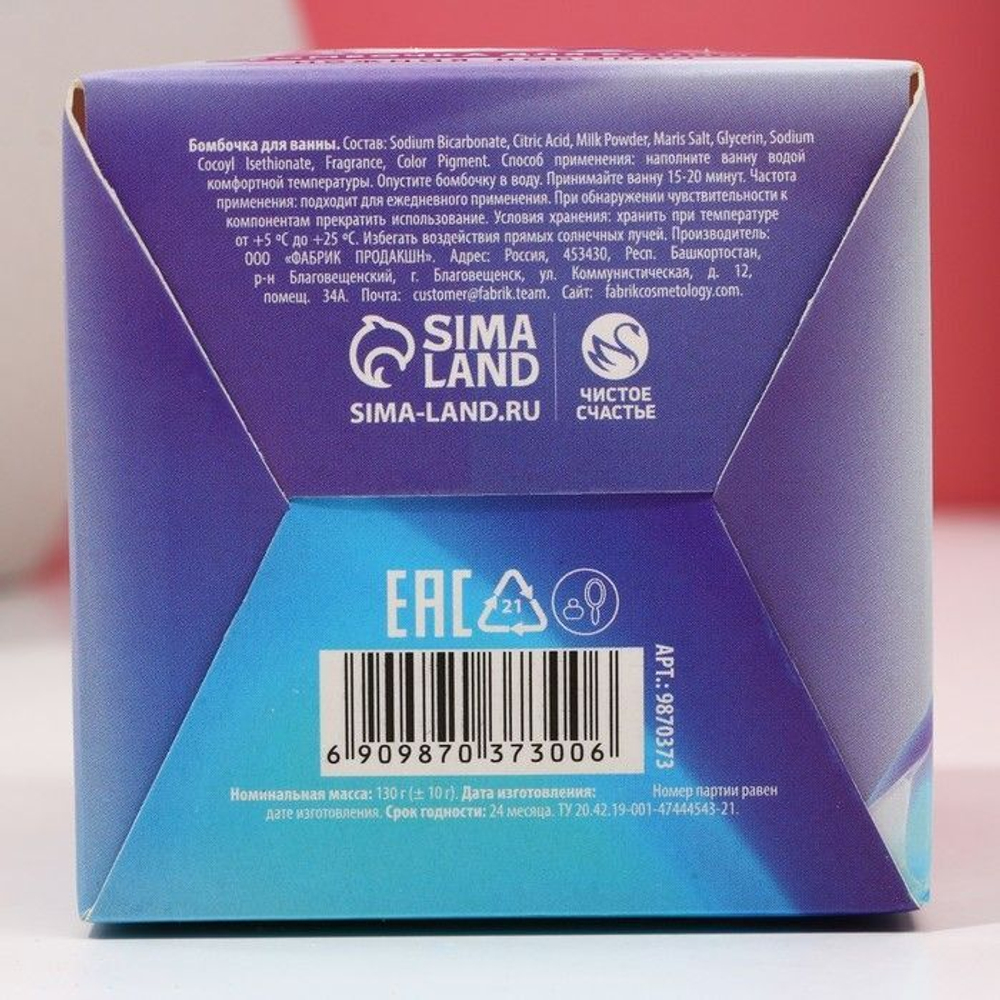 Бомбочка для ванны. Состав: Sodium Bicarbonate, Citric Acid, Milk Powder, Maris Salt, Glycerin, Sodium
Cocoyl Isethionate, Fragrance, Color Pigment. Способ применения: наполните ванну водой
комфортной температуры. Опустите бомбочку в воду. Принимайте ванну 15-20 минут. Частота
применения: подходит для ежедневного применения. При обнаружении чувствительности к
компонентам прекратить использование. Условия хранения: хранить при температуре
от +5 ºC до +25 ºC. Избегать воздействия прямых солнечных лучей. Производитель:
ООО «ФАБРИК ПРОДАКШН». Адрес: Россия, 453430, Респ. Башкортостан,
р-н Благовещенский, г. Благовещенск, ул. Коммунистическая, д. 12,
помещ. 34А. Почта: customer@fabrik.team. Сайт: fabrikcosmetology.com.
SIMA
LAND
SIMA-LAND.RU
ЧИСТОЕ
СЧАСТЬЕ
EAC
21
6 909870 373006
АРТ.: 9870373
Номинальная масса: 130 г (± 10 г). Дата изготовления: Номер партии равен
дате изготовления. Срок годности: 24 месяца. ТУ 20.42.19-001-47444543-21.